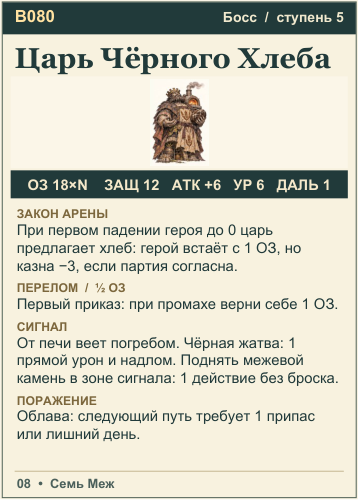 B080
Босс / ступень 5
Царь Чёрного Хлеба
ОЗ 18×N ЗАЩ 12 АТК +6 УР 6 ДАЛЬ 1
ЗАКОН АРЕНЫ
При первом падении героя до 0 царь
предлагает хлеб: герой встаёт с 1 ОЗ, но
казна −3, если партия согласна.
ПЕРЕЛОМ / ½ ОЗ
Первый приказ: при промахе верни себе 1 ОЗ.
СИГНАЛ
От печи веет погребом. Чёрная жатва: 1
прямой урон и надлом. Поднять межевой
камень в зоне сигнала: 1 действие без броска.
ПОРАЖЕНИЕ
Облава: следующий путь требует 1 припас
или лишний день.
08 • Семь Меж